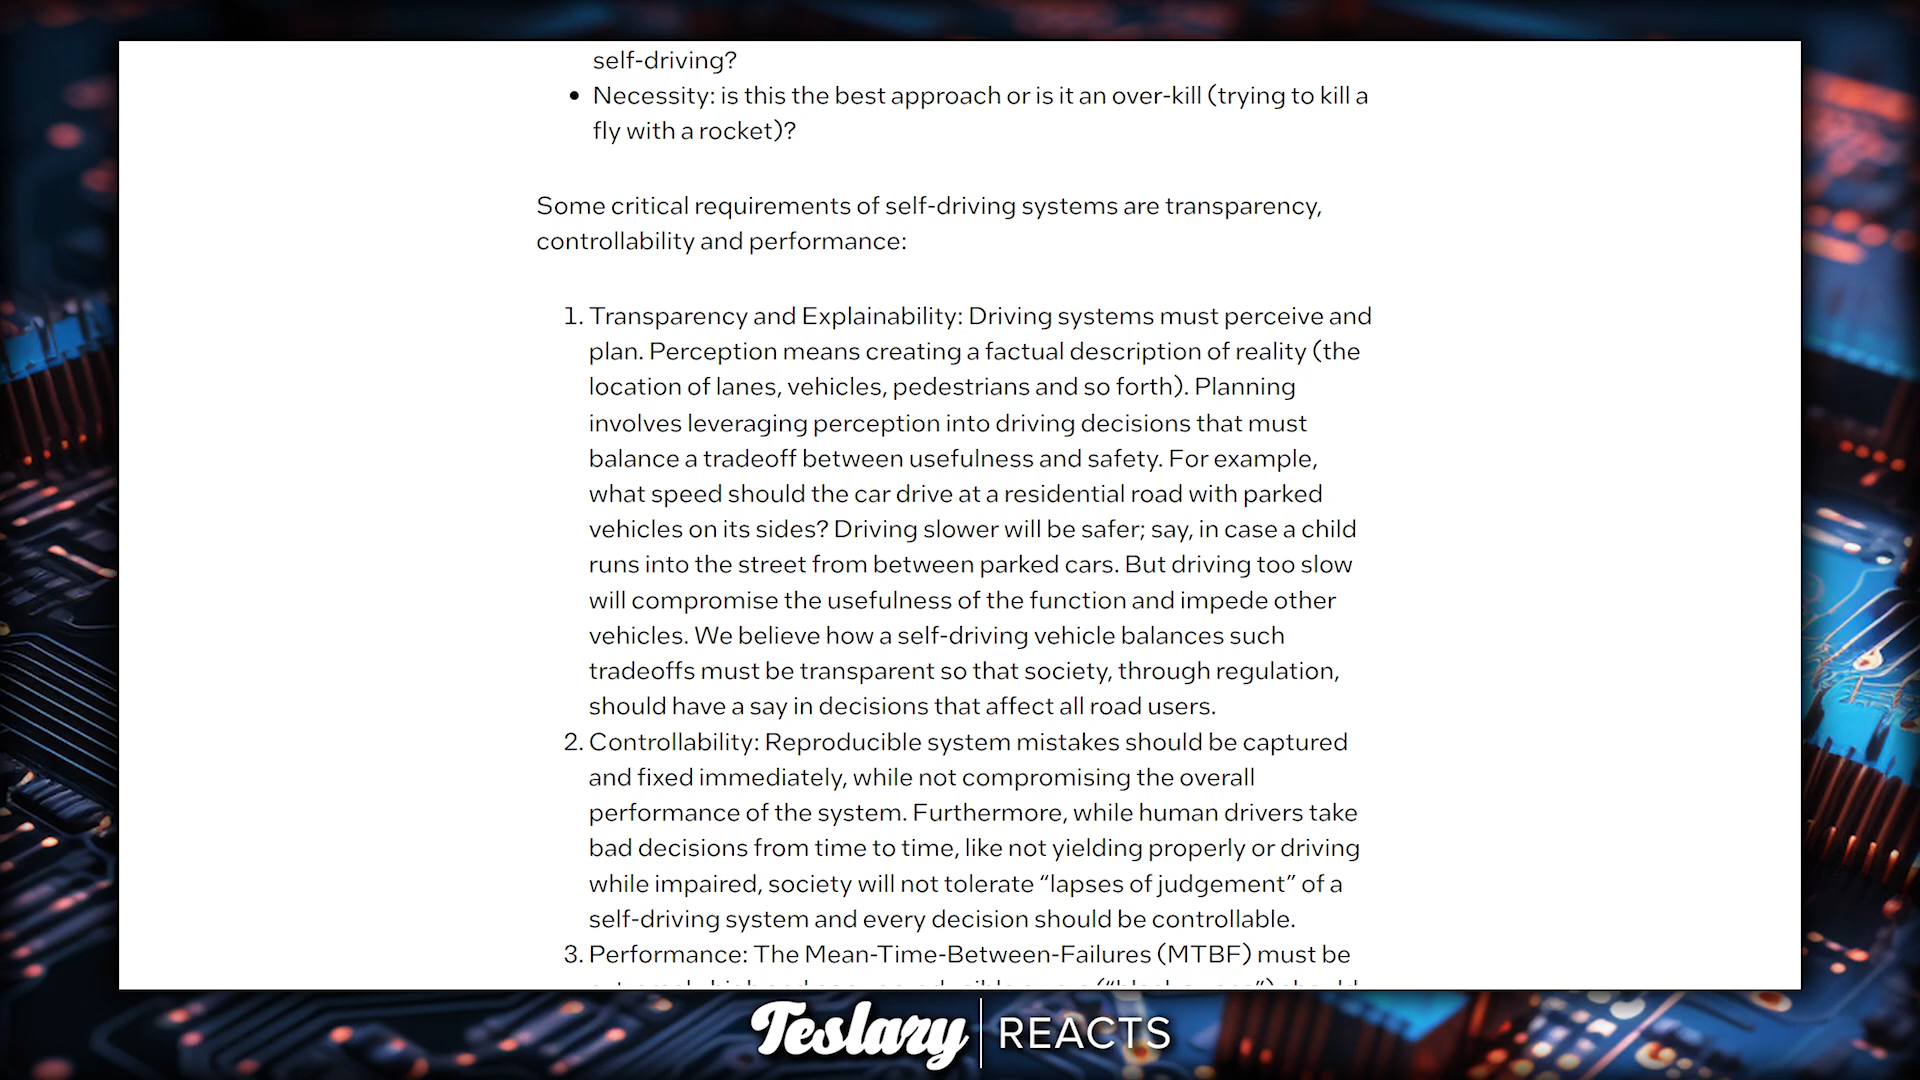 self-driving?
• Necessity: is this the best approach or is it an over-kill (trying to kill a
fly with a rocket)?
Some critical requirements of self-driving systems are transparency,
controllability and performance:
1. Transparency and Explainability: Driving systems must perceive and
plan. Perception means creating a factual description of reality (the
location of lanes, vehicles, pedestrians and so forth). Planning
involves leveraging perception into driving decisions that must
balance a tradeoff between usefulness and safety. For example,
what speed should the car drive at a residential road with parked
vehicles on its sides? Driving slower will be safer; say, in case a child
runs into the street from between parked cars. But driving too slow
will compromise the usefulness of the function and impede other
vehicles. We believe how a self-driving vehicle balances such
tradeoffs must be transparent so that society, through regulation,
should have a say in decisions that affect all road users.
2. Controllability: Reproducible system mistakes should be captured
and fixed immediately, while not compromising the overall
performance of the system. Furthermore, while human drivers take
bad decisions from time to time, like not yielding properly or driving
while impaired, society will not tolerate “lapses of judgement” of a
self-driving system and every decision should be controllable.
3. Performance: The Mean-Time-Between-Failures (MTBF) must be
Teslary REACTS